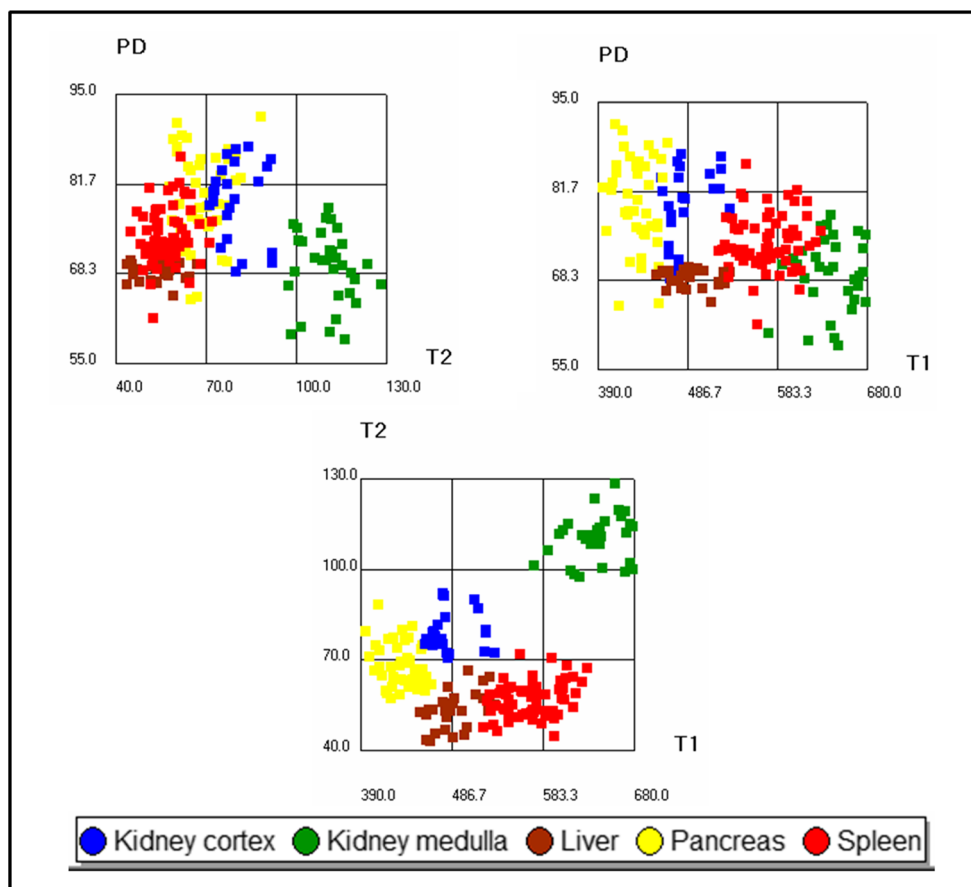 PD
95.0
81.7
68.3
55.0
T2
40.0 70.0 100.0 130.0
PD
95.0
81.7
68.3
55.0
T1
390.0 486.7 583.3 680.0
T2
130.0
100.0
70.0
40.0
T1
390.0 486.7 583.3 680.0
Kidney cortex Kidney medulla Liver Pancreas Spleen